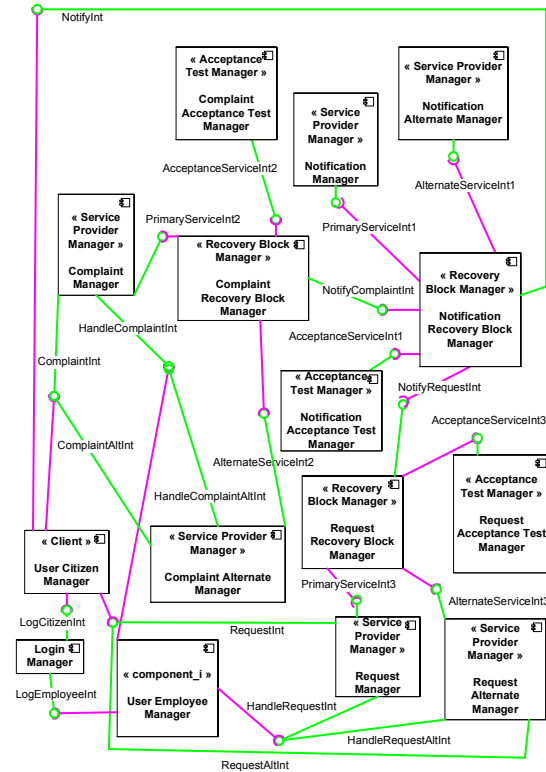 NotifyInt
« Acceptance
Test Manager »
Complaint
Acceptance Test
Manager
« Service Provider
Manager »
Notification
Alternate Manager
« Service
Provider
Manager »
Notification
Manager
AcceptanceServiceInt2
AlternateServiceInt1
« Service
Provider
Manager »
Complaint
Manager
PrimaryServiceInt2
PrimaryServiceInt1
« Recovery Block
Manager »
Complaint
Recovery Block
Manager
« Recovery
Block Manager »
Notification
Recovery Block
Manager
NotifyComplaintInt
HandleComplaintInt
AcceptanceServiceInt1
ComplaintInt
« Acceptance
Test Manager »
Notification
Acceptance Test
Manager
NotifyRequestInt
AcceptanceServiceInt3
ComplaintAltInt
AlternateServiceInt2
HandleComplaintAltInt
« Recovery
Block Manager »
Request
Recovery Block
Manager
« Acceptance
Test Manager »
Request
Acceptance Test
Manager
« Client »
User Citizen
Manager
« Service Provider
Manager »
Complaint Alternate
Manager
PrimaryServiceInt3
AlternateServiceInt3
LogCitizenInt
RequestInt
Login
Manager
« Service
Provider
Manager »
Request
Manager
« Service
Provider
Manager »
Request
Alternate
Manager
LogEmployeeInt
« component_i »
User Employee
Manager
HandleRequestInt
HandleRequestAltInt
RequestAltInt